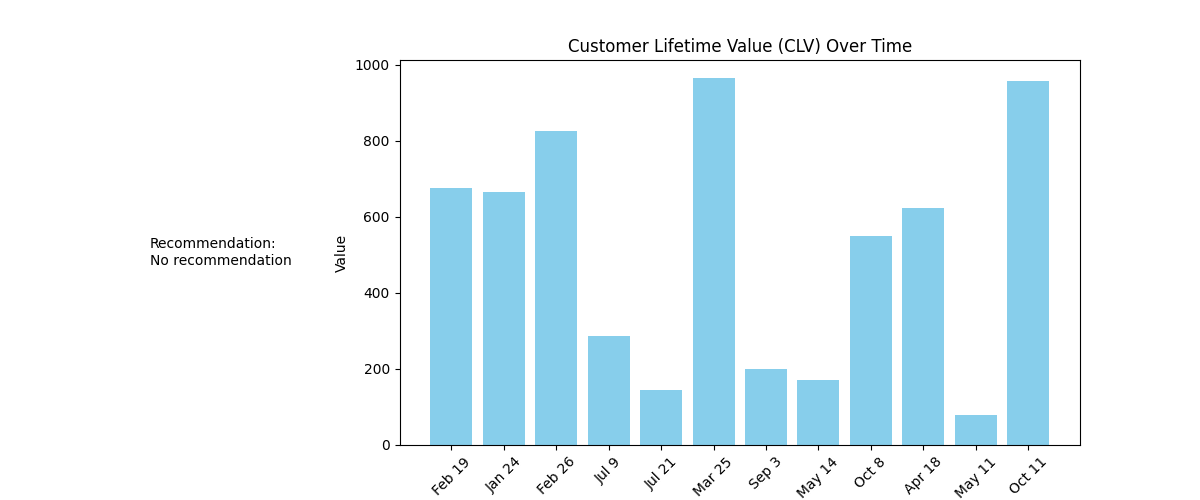 Customer Lifetime Value (CLV) Over Time
1000
800
600
400
200
0
Value
Recommendation:
No recommendation
Feb 19
Jan 24
Feb 26
Jul 9
Jul 21
Mar 25
Sep 3
May 14
Oct 8
Apr 18
May 11
Oct 11